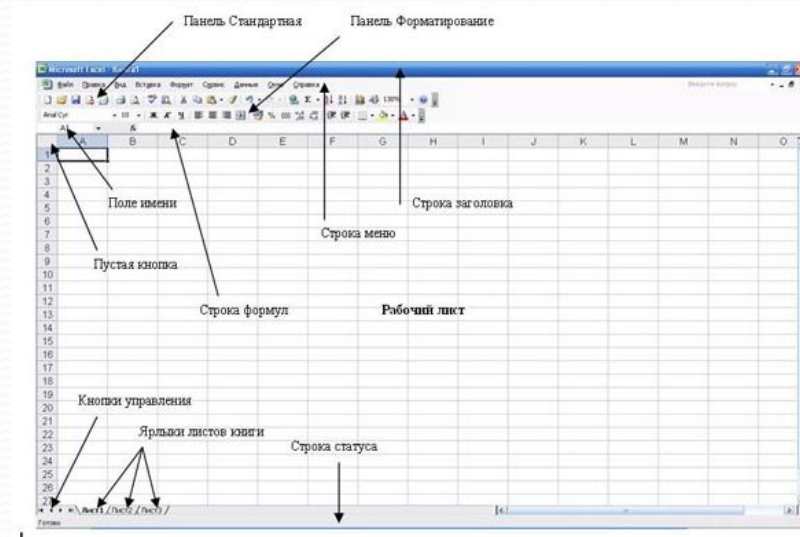 Панель Стандартная Панель Форматирование
Microsoft Excel - Книга1
Файл Правка Вид Вставка Формат Сервис Данные Окно Справка
130%
Arial Cyr 10 Ж К Ч
A1 fx
A B C D E F G H I J K L M N O
1
2
3
4
Поле имени Строка заголовка
5
6
7 Строка меню
8
9 Пустая кнопка
10
11
12 Строка формул Рабочий лист
13
14
15
16
17
18
19
Кнопки управления
20
21
22 Ярлыки листов книги
23 Строка статуса
24
25
26
27
Лист1 / Лист2 / Лист3 /
Готово